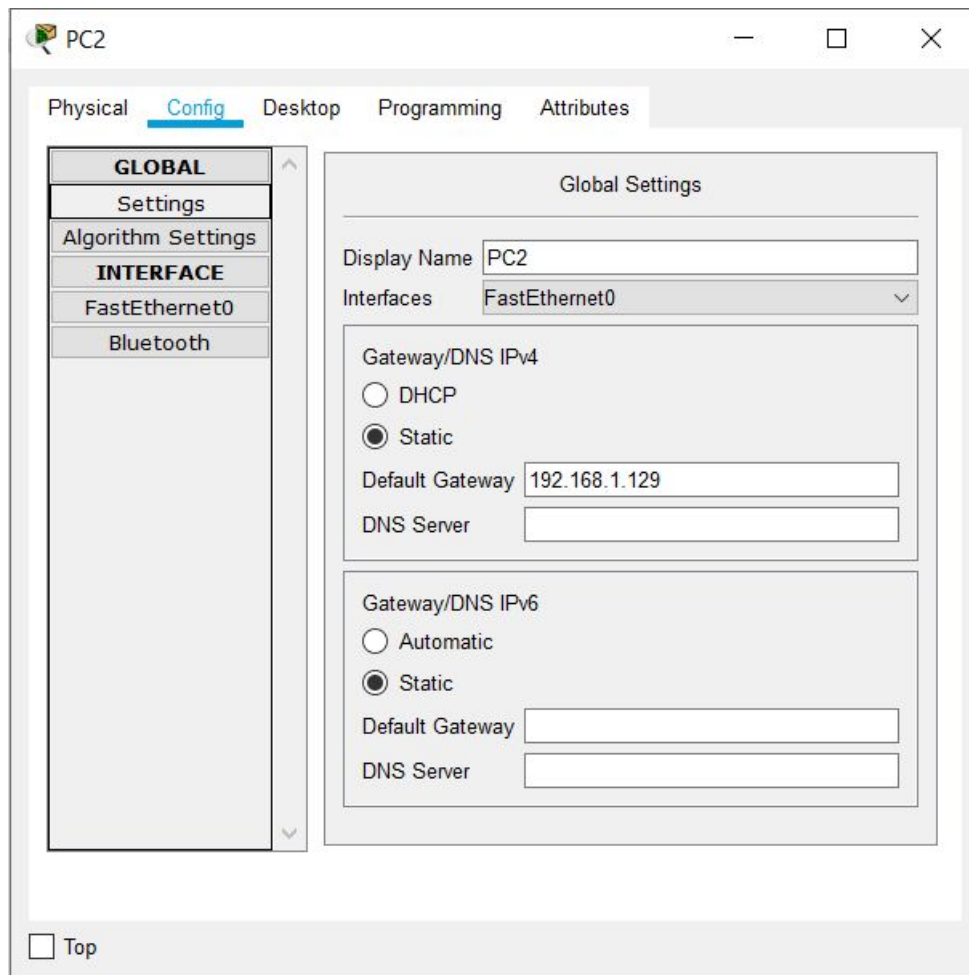 PC2
Physical Config Desktop Programming Attributes
GLOBAL
Settings
Algorithm Settings
INTERFACE
FastEthernet0
Bluetooth
Global Settings
Display Name PC2
Interfaces FastEthernet0
Gateway/DNS IPv4
DHCP
Static
Default Gateway 192.168.1.129
DNS Server
Gateway/DNS IPv6
Automatic
Static
Default Gateway
DNS Server
Top